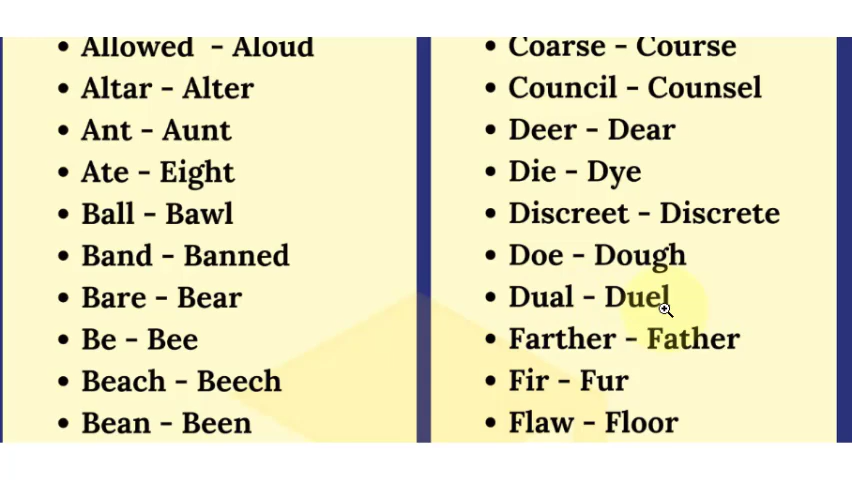 • Allowed - Aloud
• Altar - Alter
• Ant - Aunt
• Ate - Eight
• Ball - Bawl
• Band - Banned
• Bare - Bear
• Be - Bee
• Beach - Beech
• Bean - Been
• Coarse - Course
• Council - Counsel
• Deer - Dear
• Die - Dye
• Discreet - Discrete
• Doe - Dough
• Dual - Duel
• Farther - Father
• Fir - Fur
• Flaw - Floor